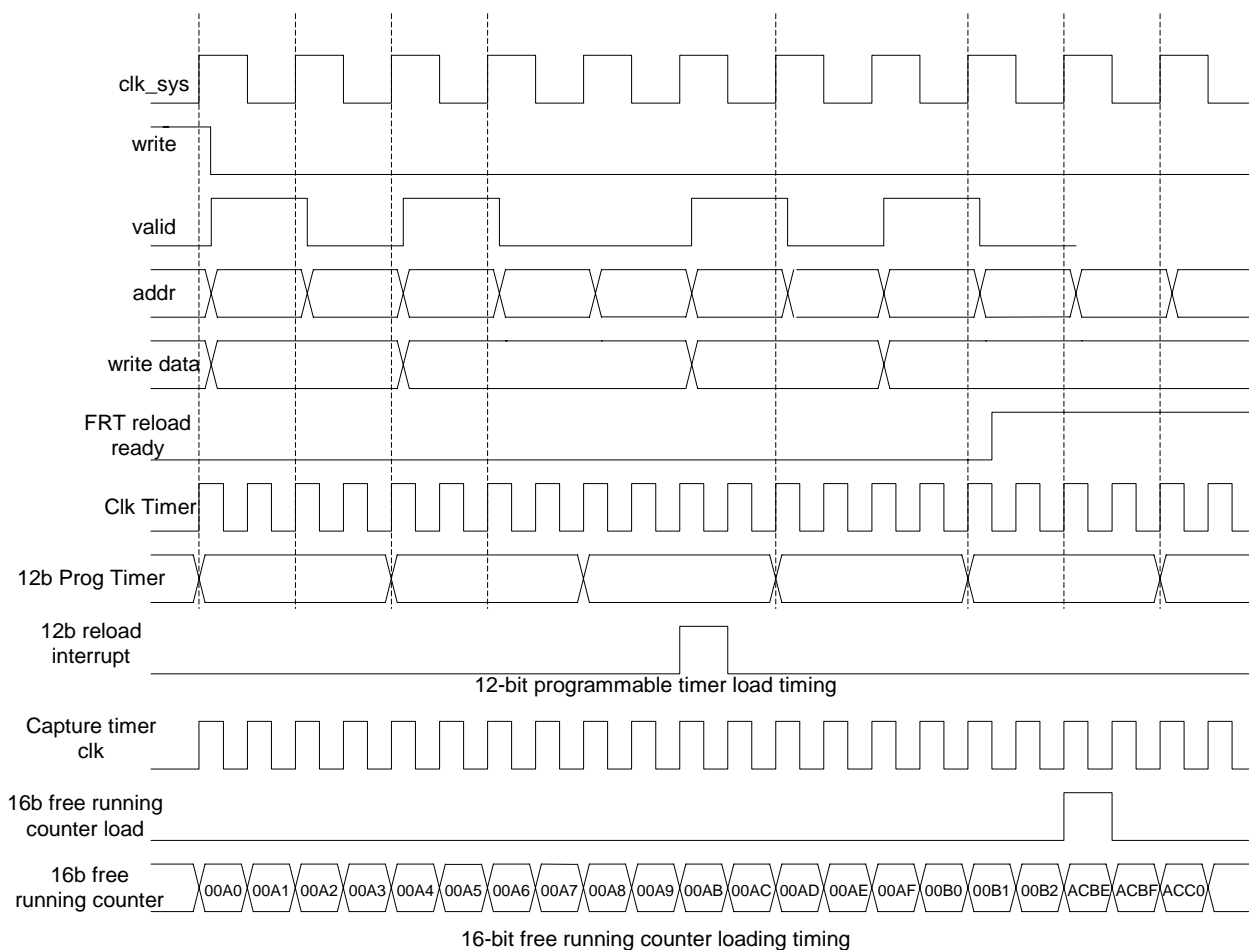 clk_sys
write
valid
addr
write data
FRT reload
ready
Clk Timer
12b Prog Timer
12b reload
interrupt
12-bit programmable timer load timing
Capture timer
clk
16b free running
counter load
16b free
running counter
00A0 00A1 00A2 00A3 00A4 00A5 00A6 00A7 00A8 00A9 00AB 00AC 00AD 00AE 00AF 00B0 00B1 00B2 ACBE ACBF ACC0
16-bit free running counter loading timing